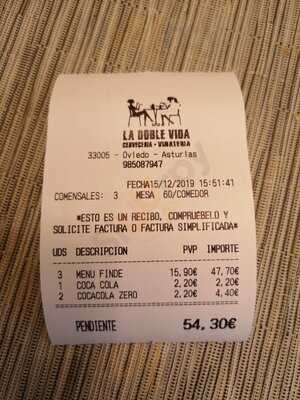 LA DOBLE VIDA
CERVECERIA - VINATERIA
33005 - Oviedo - Asturias
985087947
FECHA15/12/2019 15:51:41
COMENSALES: 3 MESA 60/COMEDOR
*ESTO ES UN RECIBO, COMPRUEBELO Y
SOLICITE FACTURA O FACTURA SIMPLIFICADA*
UDS DESCRIPCION PVP IMPORTE
3 MENU FINDE 15,90€ 47,70€
1 COCA COLA 2,20€ 2,20€
2 COCACOLA ZERO 2,20€ 4,40€
PENDIENTE 54,30€